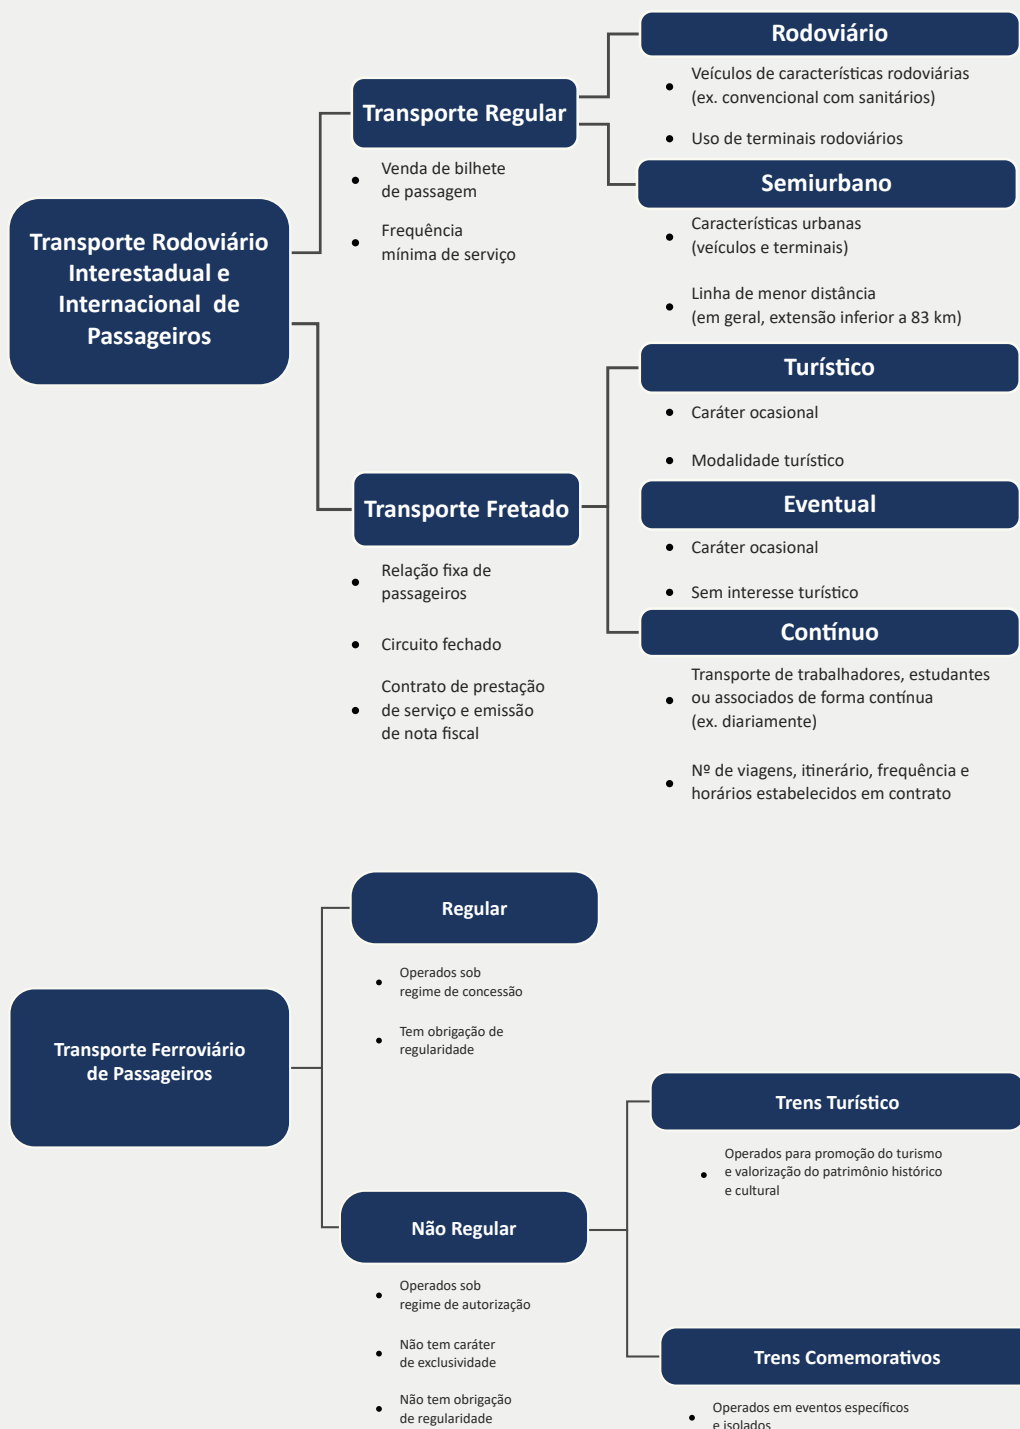 Transporte Rodoviário
Interestadual e
Internacional de
Passageiros
Transporte Regular
Venda de bilhete
de passagem
Frequência
mínima de serviço
Rodoviário
Veículos de características rodoviárias
(ex. convencional com sanitários)
Uso de terminais rodoviários
Semiurbano
Características urbanas
(veículos e terminais)
Linha de menor distância
(em geral, extensão inferior a 83 km)
Transporte Fretado
Relação fixa de
passageiros
Circuito fechado
Contrato de prestação
de serviço e emissão
de nota fiscal
Turístico
Caráter ocasional
Modalidade turístico
Eventual
Caráter ocasional
Sem interesse turístico
Contínuo
Transporte de trabalhadores, estudantes
ou associados de forma contínua
(ex. diariamente)
Nº de viagens, itinerário, frequência e
horários estabelecidos em contrato
Transporte Ferroviário
de Passageiros
Regular
Operados sob
regime de concessão
Tem obrigação de
regularidade
Não Regular
Operados sob
regime de autorização
Não tem caráter
de exclusividade
Não tem obrigação
de regularidade
Trens Turístico
Operados para promoção do turismo
e valorização do patrimônio histórico
e cultural
Trens Comemorativos
Operados em eventos específicos
e isolados